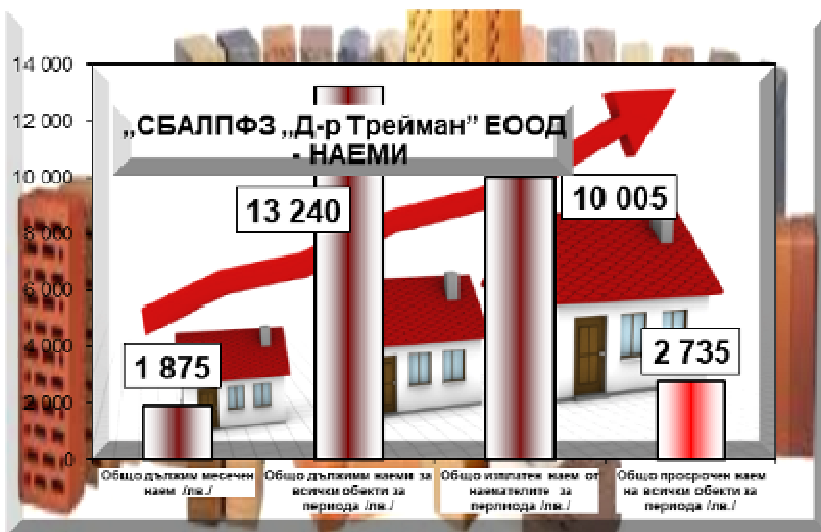 14 000
12 000
10 000
8 000
6 000
4 000
2 000
0
„СБАЛПФЗ „Д-р Трейман” ЕООД
- НАЕМИ
13 240
10 005
1 875
2 735
Общо дължим месечен
наем /лв./
Общо дължими наеми за
всички обекти за
периода /лв./
Общо изплатен наем от
наемателите за
периода /лв./
Общо просрочен наем
на всички обекти за
периода /лв./